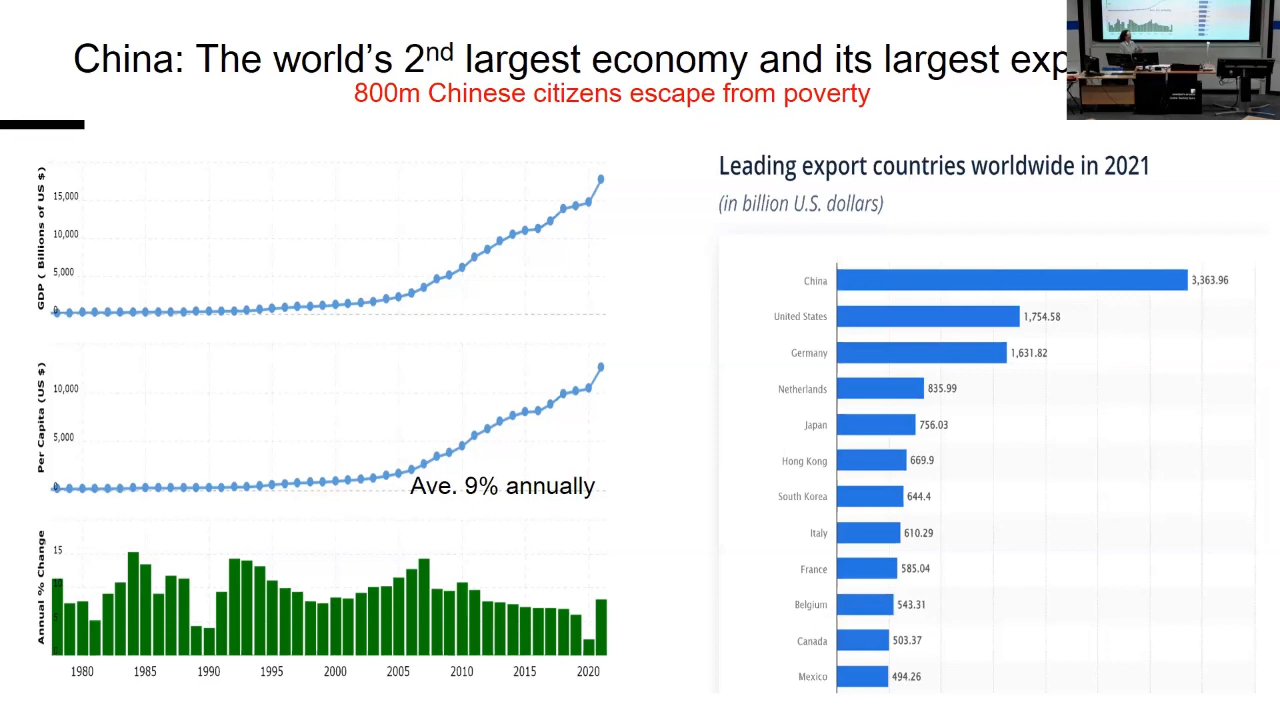 China: The world's 2nd largest economy and its largest exp
800m Chinese citizens escape from poverty
GDP ( Billions of US $)
15,000
10,000
5,000
0
Per Capita (US $)
10,000
5,000
0
Ave. 9% annually
Annual % Change
15
1980 1985 1990 1995 2000 2005 2010 2015 2020
Leading export countries worldwide in 2021
(in billion U.S. dollars)
China 3,363.96
United States 1,754.58
Germany 1,631.82
Netherlands 835.99
Japan 756.03
Hong Kong 669.9
South Korea 644.4
Italy 610.29
France 585.04
Belgium 543.31
Canada 503.37
Mexico 494.26